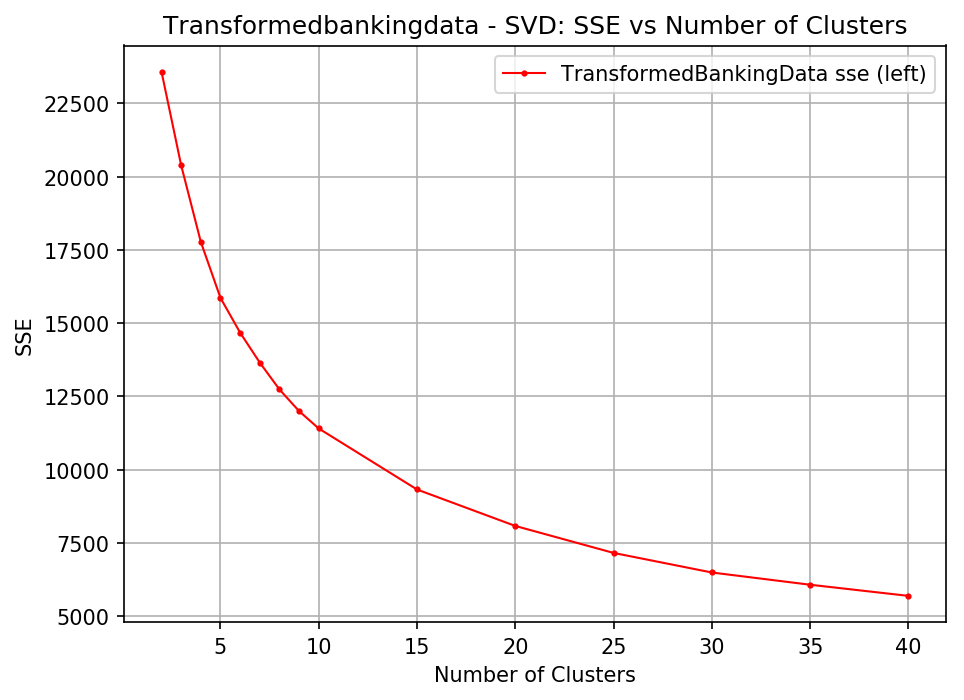 Transformedbankingdata - SVD: SSE vs Number of Clusters
TransformedBankingData sse (left)
22500
20000
17500
15000
12500
10000
7500
5000
SSE
5 10 15 20 25 30 35 40
Number of Clusters